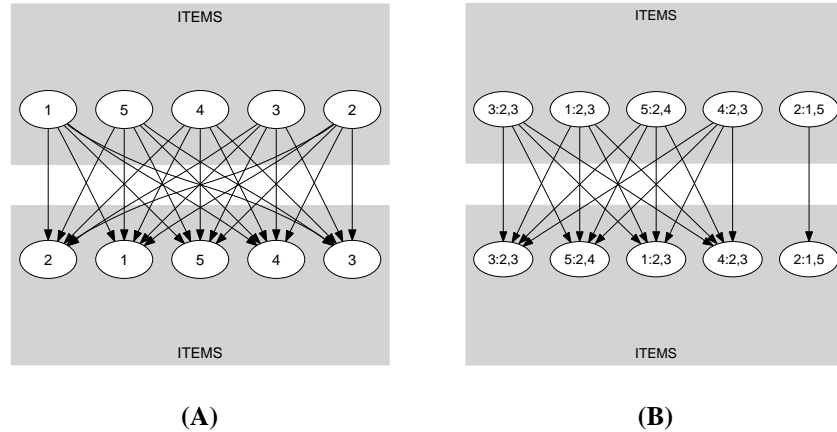 ITEMS
1 5 4 3 2
2 1 5 4 3
ITEMS
(A)
ITEMS
3:2,3 1:2,3 5:2,4 4:2,3 2:1,5
3:2,3 5:2,4 1:2,3 4:2,3 2:1,5
ITEMS
(B)